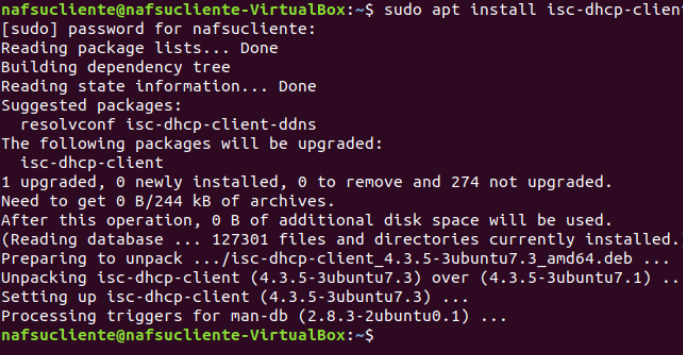 nafsucliente@nafsucliente-VirtualBox:~$ sudo apt install isc-dhcp-clien
[sudo] password for nafsucliente:
Reading package lists... Done
Building dependency tree
Reading state information... Done
Suggested packages:
  resolvconf isc-dhcp-client-ddns
The following packages will be upgraded:
  isc-dhcp-client
1 upgraded, 0 newly installed, 0 to remove and 274 not upgraded.
Need to get 0 B/244 kB of archives.
After this operation, 0 B of additional disk space will be used.
(Reading database ... 127301 files and directories currently installed.
Preparing to unpack .../isc-dhcp-client_4.3.5-3ubuntu7.3_amd64.deb ...
Unpacking isc-dhcp-client (4.3.5-3ubuntu7.3) over (4.3.5-3ubuntu7.1) ..
Setting up isc-dhcp-client (4.3.5-3ubuntu7.3) ...
Processing triggers for man-db (2.8.3-2ubuntu0.1) ...
nafsucliente@nafsucliente-VirtualBox:~$